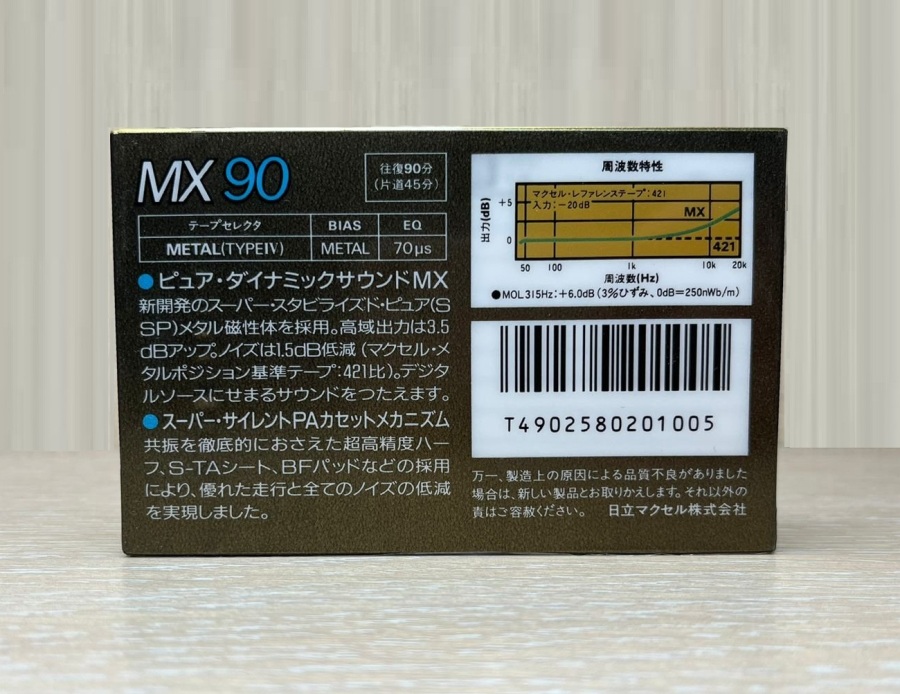 MX 90
往復90分
(片道45分)
テープセレクタ BIAS EQ
METAL(TYPEⅣ) METAL 70μs
●ピュア・ダイナミックサウンドMX
新開発のスーパー・スタビライズド・ピュア(S
SP)メタル磁性体を採用。高域出力は3.5
dBアップ。ノイズは1.5dB低減(マクセル・メ
タルポジション基準テープ:421比)。デジタ
ルソースにせまるサウンドをつたえます。
●スーパー・サイレントPAカセットメカニズム
共振を徹底的におさえた超高精度ハー
フ、S-TAシート、BFパッドなどの採用
により、優れた走行と全てのノイズの低減
を実現しました。
周波数特性
マクセル・レファレンステープ:421
入力:−20dB
出力(dB)
+5
0
MX
421
50 100 1k 10k 20k
周波数(Hz)
●MOL315Hz:+6.0dB(3%ひずみ、0dB=250nWb/m)
T4902580201005
万一、製造上の原因による品質不良がありました
場合は、新しい製品とお取りかえします。それ以外の
責はご容赦ください。 日立マクセル株式会社